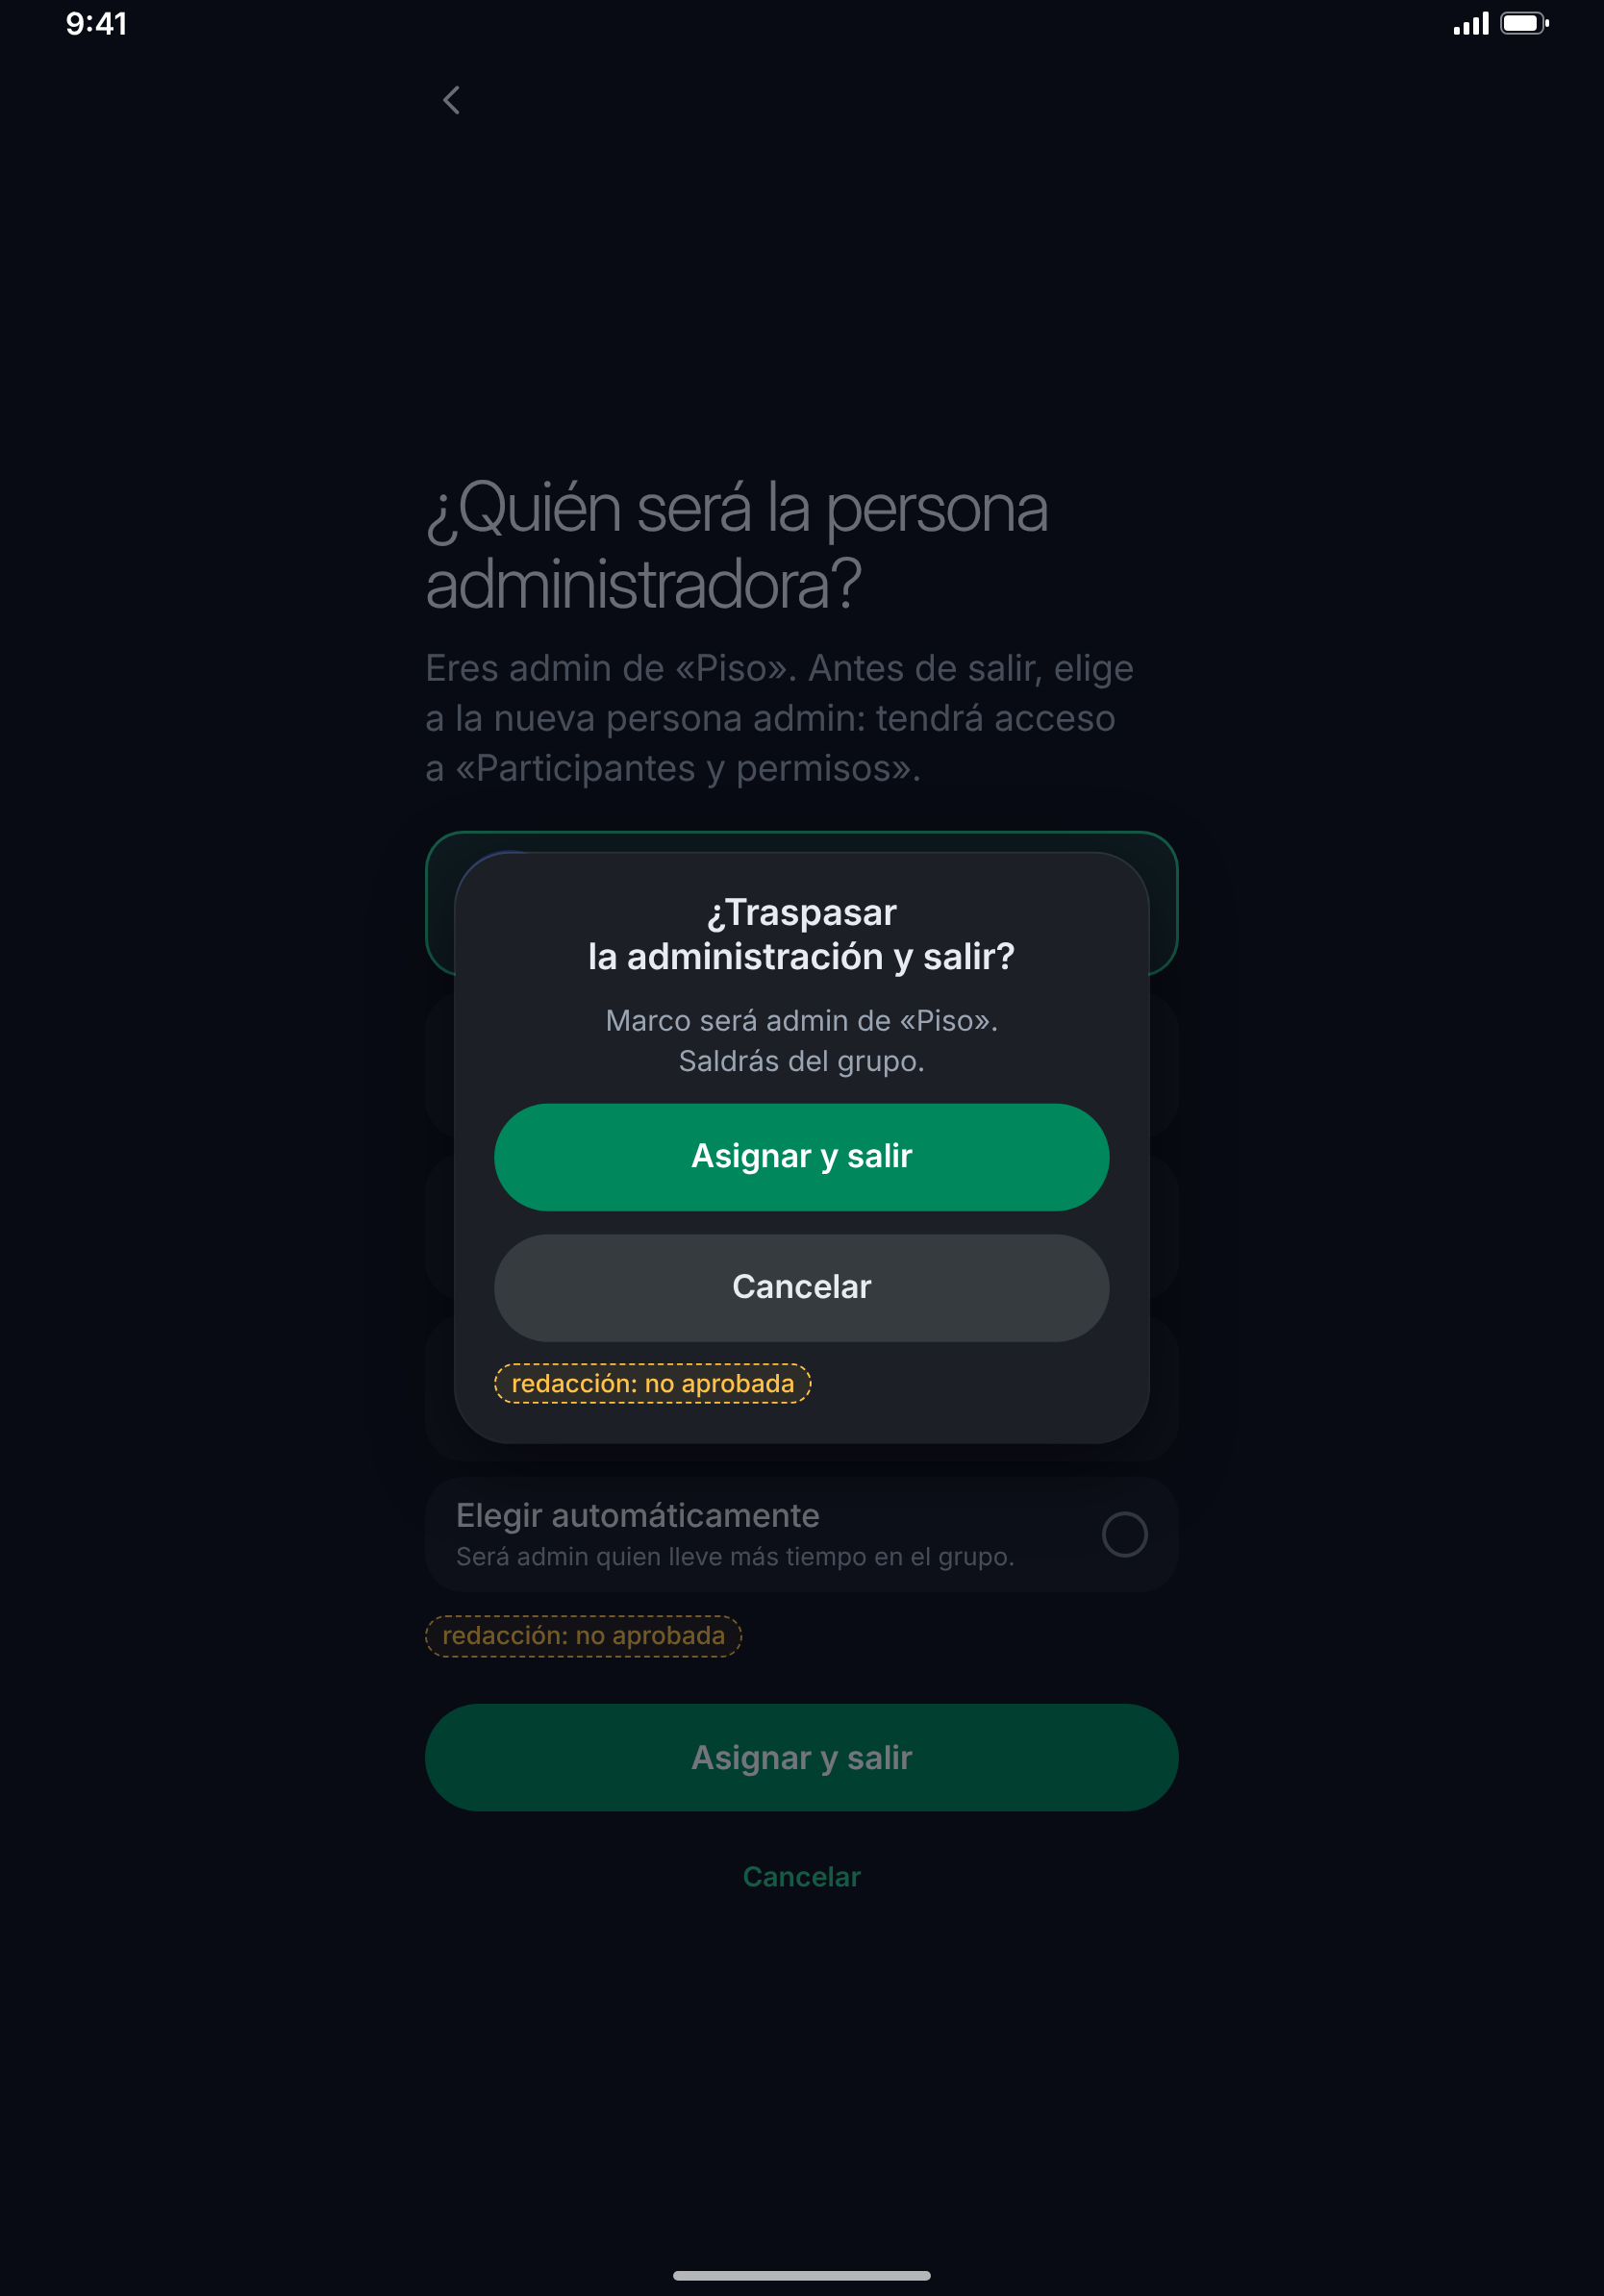 9:41
¿Quién será la persona
administradora?
Eres admin de «Piso». Antes de salir, elige
a la nueva persona admin: tendrá acceso
a «Participantes y permisos».
¿Traspasar
la administración y salir?
Marco será admin de «Piso».
Saldrás del grupo.
Asignar y salir
Cancelar
redacción: no aprobada
Elegir automáticamente
Será admin quien lleve más tiempo en el grupo.
redacción: no aprobada
Asignar y salir
Cancelar